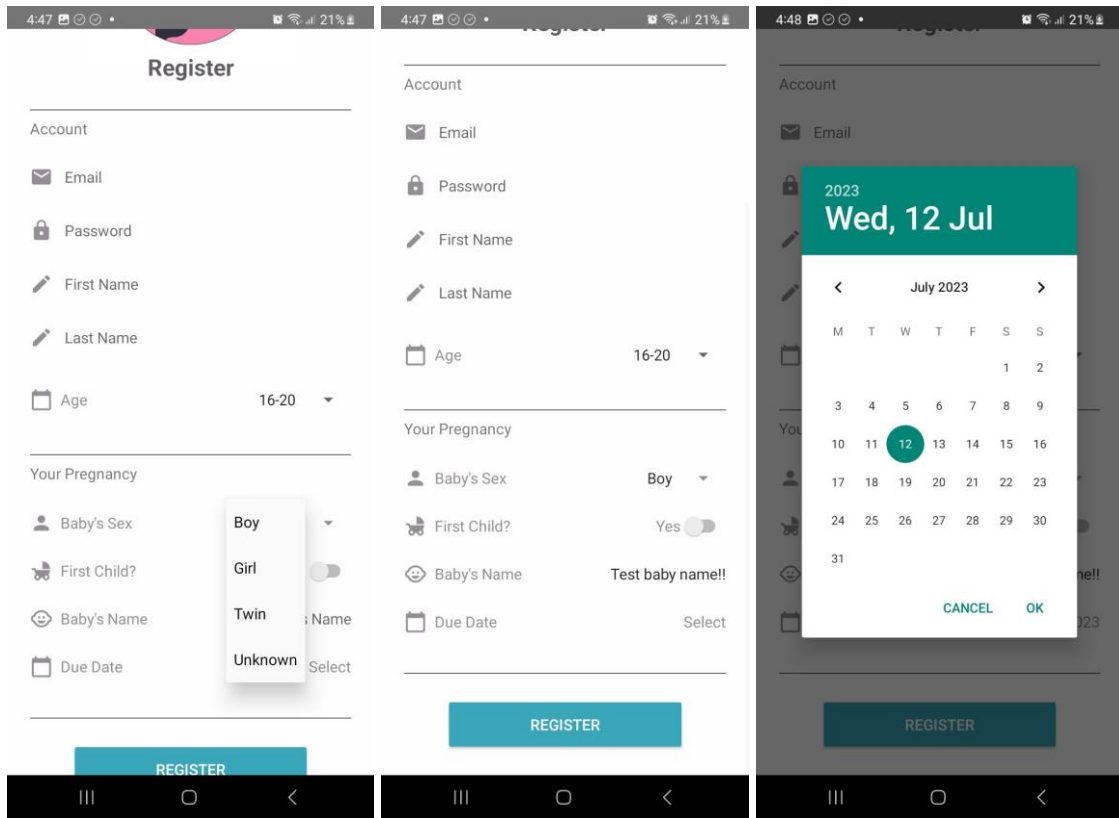 4:47
21%
Register
Account
Email
Password
First Name
Last Name
Age 16-20
Your Pregnancy
Baby's Sex Boy
First Child? Girl
Baby's Name Twin Name
Due Date Unknown Select
REGISTER
4:47
21%
Register
Account
Email
Password
First Name
Last Name
Age 16-20
Your Pregnancy
Baby's Sex Boy
First Child? Yes
Baby's Name Test baby name!!
Due Date Select
REGISTER
4:48
21%
Account
Email
2023
Wed, 12 Jul
July 2023
M T W T F S S
1 2
3 4 5 6 7 8 9
10 11 12 13 14 15 16
17 18 19 20 21 22 23
24 25 26 27 28 29 30
31
CANCEL OK
REGISTER